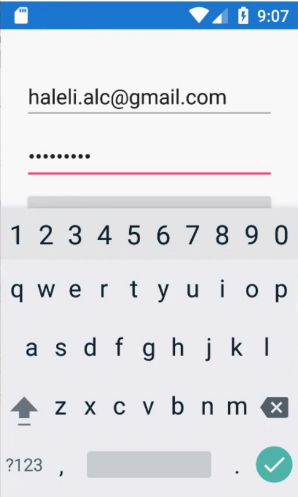 9:07
haleli.alc@gmail.com
•••••••••
1 2 3 4 5 6 7 8 9 0
q w e r t y u i o p
a s d f g h j k l
z x c v b n m
?123 , .